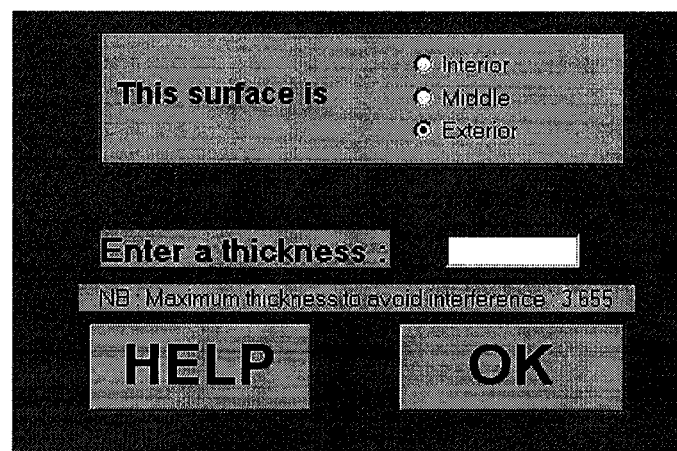 This surface is
Interior
Middle
Exterior
Enter a thickness :
NB : Maximum thickness to avoid interference : 3.655
HELP
OK